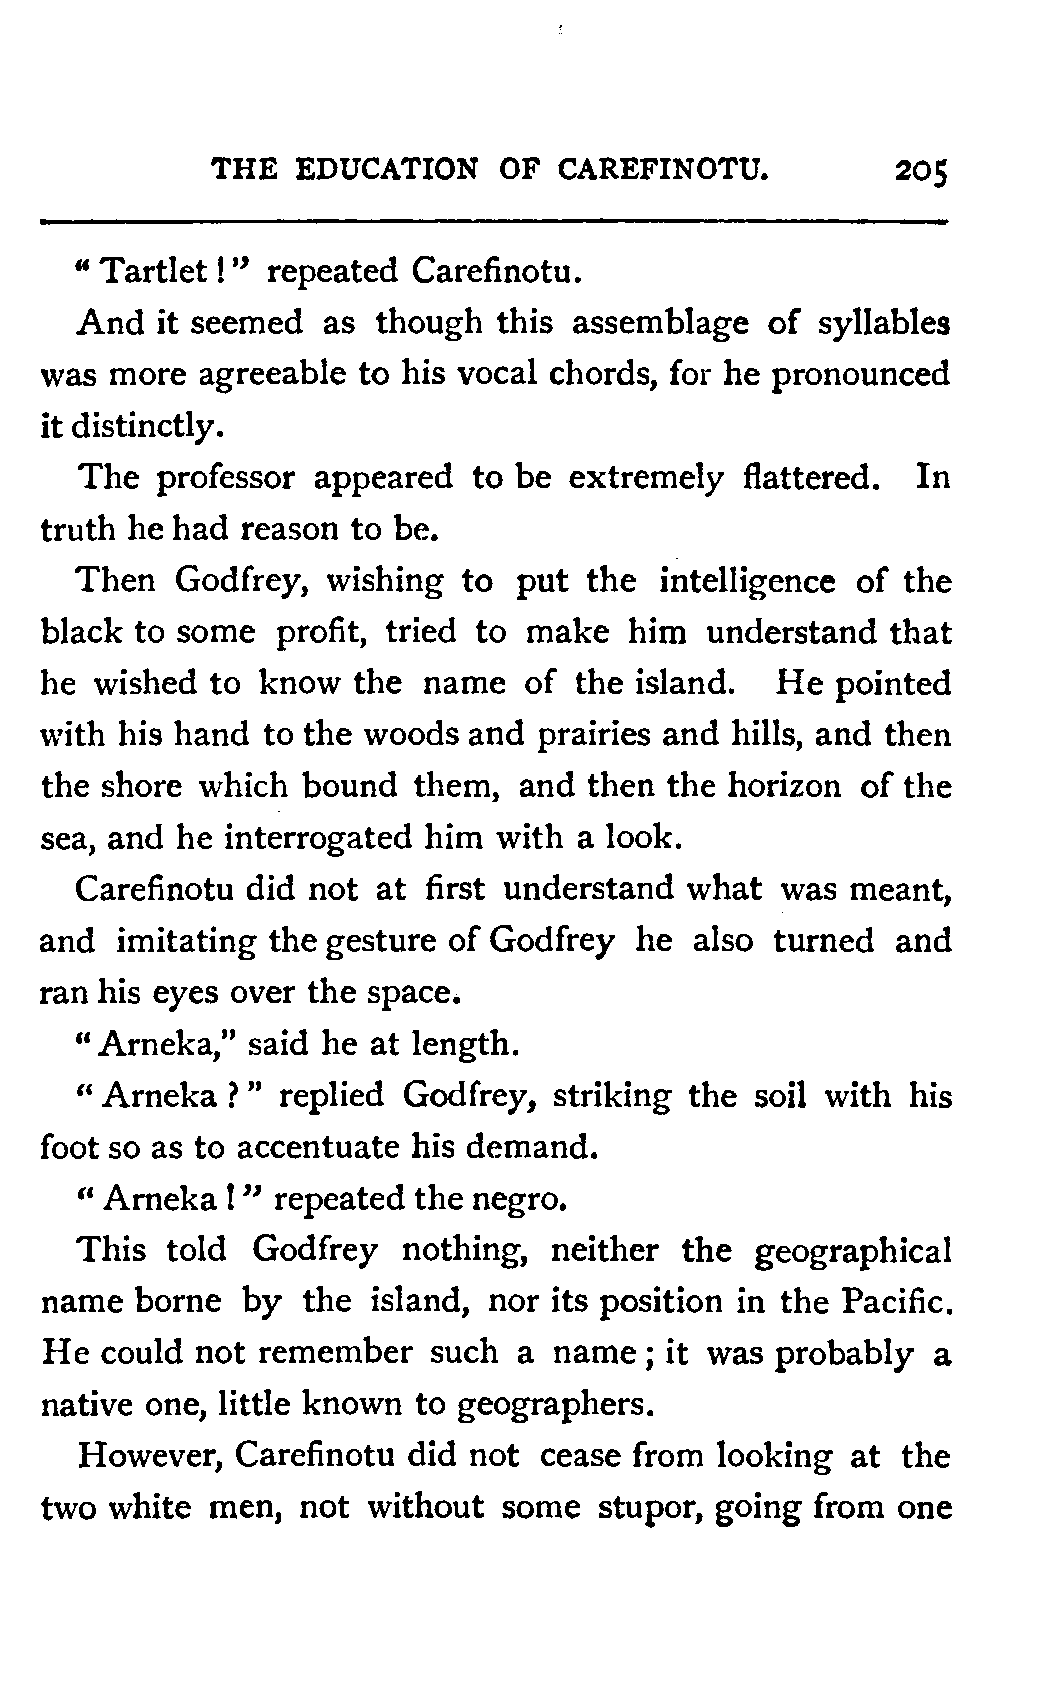 THE EDUCATION OF CAREFINOTU. 205
“ Tartlet ! ” repeated Carefinotu.
And it seemed as though this assemblage of syllables
was more agreeable to his vocal chords, for he pronounced
it distinctly.
The professor appeared to be extremely flattered. In
truth he had reason to be.
Then Godfrey, wishing to put the intelligence of the
black to some profit, tried to make him understand that
he wished to know the name of the island. He pointed
with his hand to the woods and prairies and hills, and then
the shore which bound them, and then the horizon of the
sea, and he interrogated him with a look.
Carefinotu did not at first understand what was meant,
and imitating the gesture of Godfrey he also turned and
ran his eyes over the space.
“ Arneka,” said he at length.
“ Arneka ? ” replied Godfrey, striking the soil with his
foot so as to accentuate his demand.
“ Arneka ! ” repeated the negro.
This told Godfrey nothing, neither the geographical
name borne by the island, nor its position in the Pacific.
He could not remember such a name ; it was probably a
native one, little known to geographers.
However, Carefinotu did not cease from looking at the
two white men, not without some stupor, going from one